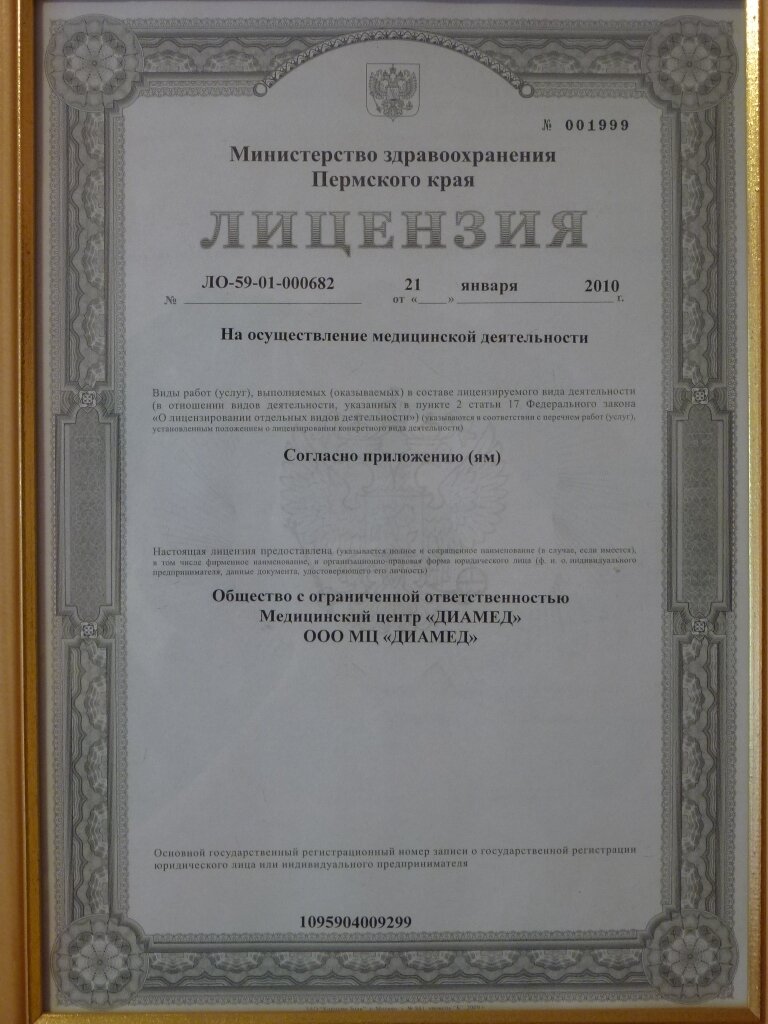 № 001999
Министерство здравоохранения
Пермского края
ЛИЦЕНЗИЯ
№ ЛО-59-01-000682 от « 21 » января 2010 г.
На осуществление медицинской деятельности
Виды работ (услуг), выполняемых (оказываемых) в составе лицензируемого вида деятельности
(в отношении видов деятельности, указанных в пункте 2 статьи 17 Федерального закона
«О лицензировании отдельных видов деятельности») (указываются в соответствии с перечнем работ (услуг),
установленным положением о лицензировании конкретного вида деятельности)
Согласно приложению (ям)
Настоящая лицензия предоставлена (указывается полное и сокращенное наименование (в случае, если имеется),
в том числе фирменное наименование, и организационно-правовая форма юридического лица (ф. и. о. индивидуального
предпринимателя, данные документа, удостоверяющего его личность)
Общество с ограниченной ответственностью
Медицинский центр «ДИАМЕД»
ООО МЦ «ДИАМЕД»
Основной государственный регистрационный номер записи о государственной регистрации
юридического лица или индивидуального предпринимателя
1095904009299